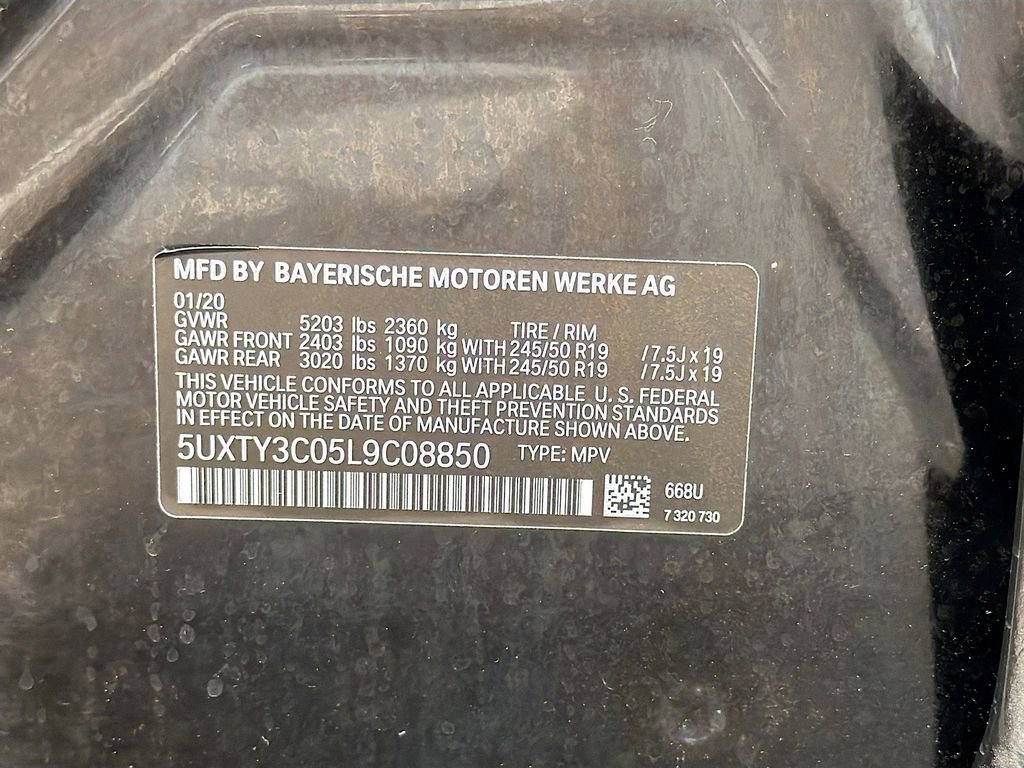 MFD BY BAYERISCHE MOTOREN WERKE AG
01/20
GVWR 5203 lbs 2360 kg TIRE / RIM
GAWR FRONT 2403 lbs 1090 kg WITH 245/50 R19 / 7.5J x 19
GAWR REAR 3020 lbs 1370 kg WITH 245/50 R19 / 7.5J x 19
THIS VEHICLE CONFORMS TO ALL APPLICABLE U. S. FEDERAL
MOTOR VEHICLE SAFETY AND THEFT PREVENTION STANDARDS
IN EFFECT ON THE DATE OF MANUFACTURE SHOWN ABOVE.
5UXTY3C05L9C08850 TYPE: MPV
668U
7 320 730